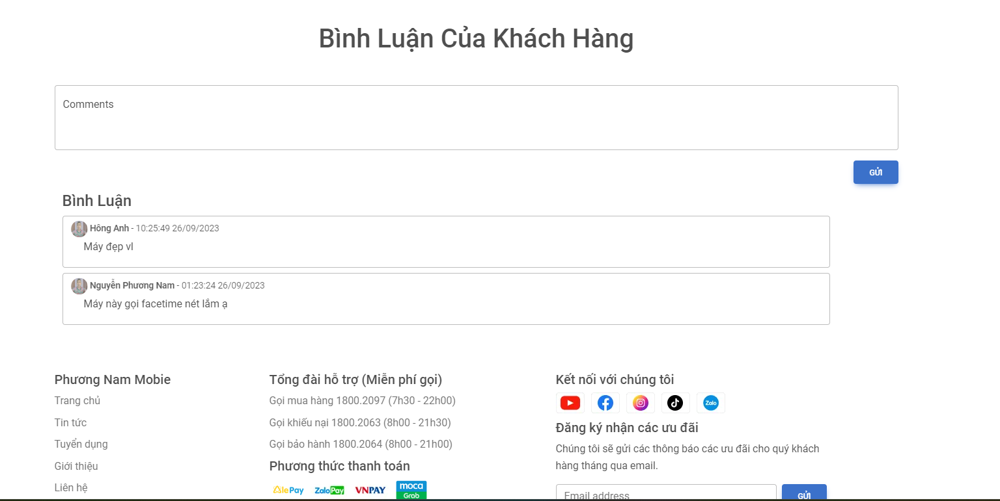 Bình Luận Của Khách Hàng
Comments
GỬI
Bình Luận
Hông Anh - 10:25:49 26/09/2023
Máy đẹp vl
Nguyễn Phương Nam - 01:23:24 26/09/2023
Máy này gọi facetime nét lắm ạ
Phương Nam Mobie
Trang chủ
Tin tức
Tuyển dụng
Giới thiệu
Liên hệ
Tổng đài hỗ trợ (Miễn phí gọi)
Gọi mua hàng 1800.2097 (7h30 - 22h00)
Gọi khiếu nại 1800.2063 (8h00 - 21h30)
Gọi bảo hành 1800.2064 (8h00 - 21h00)
Phương thức thanh toán
AlePay ZaloPay VNPAY moca
Grab
Kết nối với chúng tôi
Zalo
Đăng ký nhận các ưu đãi
Chúng tôi sẽ gửi các thông báo các ưu đãi cho quý khách
hàng tháng qua email.
Email address
GỬI